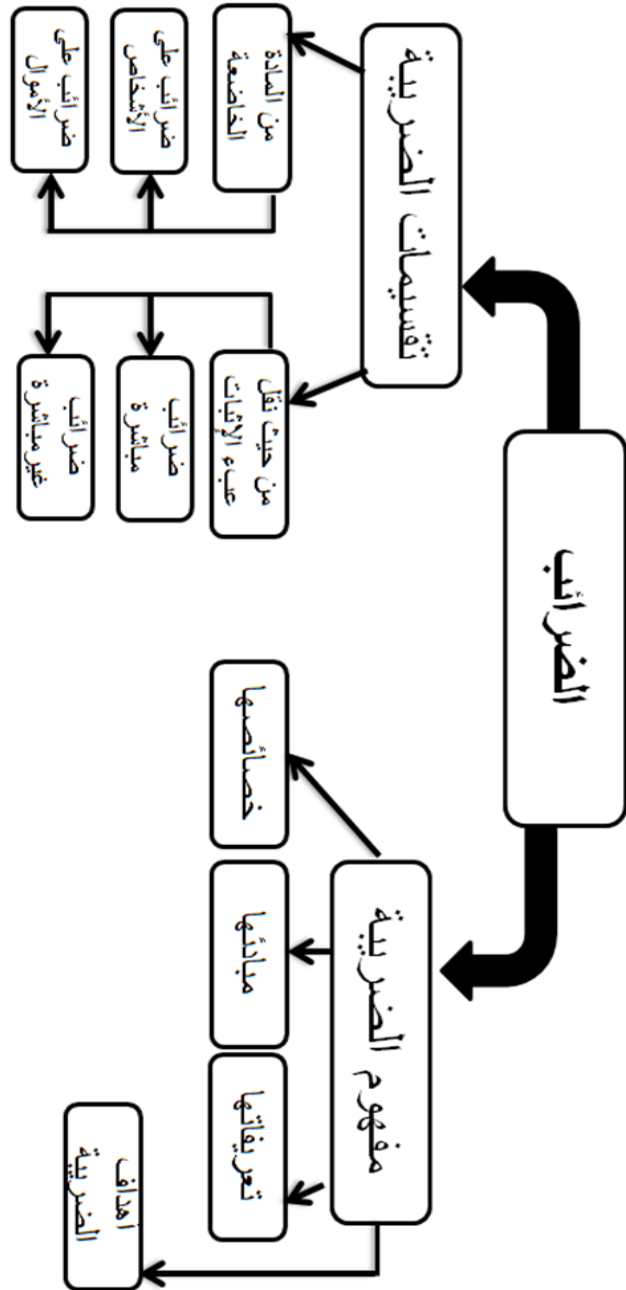 الضرائب
مفهوم الضريبة
تعريفاتها
مبادئها
خصائصها
أهداف
الضريبة
تقسيمات الضريبة
من حيث نقل
عبء الإثبات
ضرائب
مباشرة
ضرائب
غير مباشرة
من المادة
الخاضعة
ضرائب على
الأشخاص
ضرائب على
الأموال